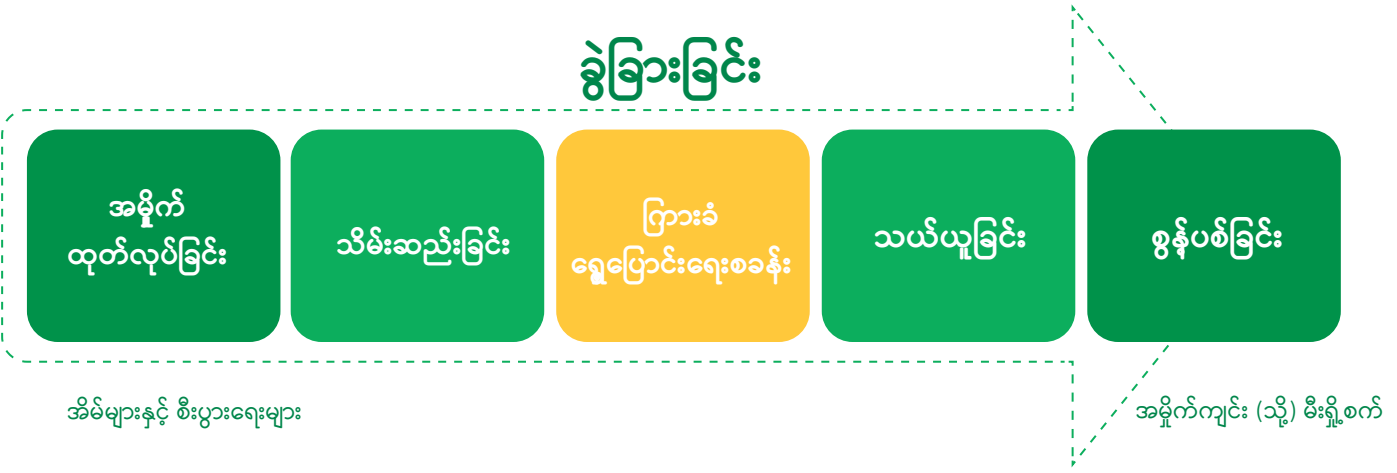 ခွဲခြားခြင်း
အမှိုက်
ထုတ်လုပ်ခြင်း
သိမ်းဆည်းခြင်း
ကြားခံ
ရွှေ့ပြောင်းရေးစခန်း
သယ်ယူခြင်း
စွန့်ပစ်ခြင်း
အိမ်များနှင့် စီးပွားရေးများ
အမှိုက်ကျင်း (သို့) မီးရှို့စက်